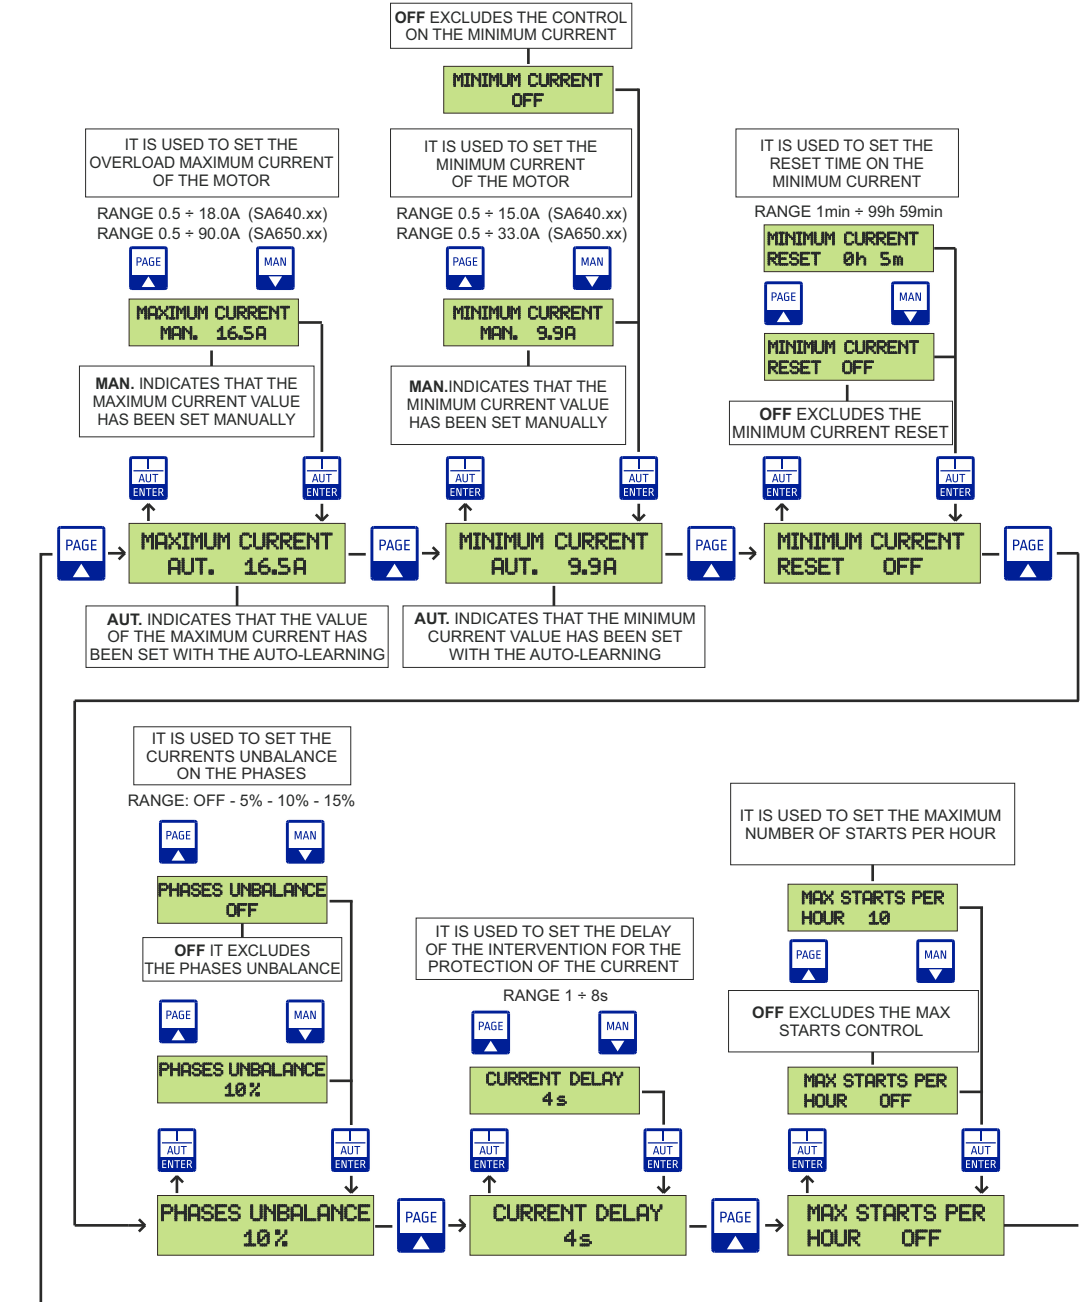 OFF EXCLUDES THE CONTROL
ON THE MINIMUM CURRENT
MINIMUM CURRENT
OFF
IT IS USED TO SET THE
OVERLOAD MAXIMUM CURRENT
OF THE MOTOR
RANGE 0.5 ÷ 18.0A (SA640.xx)
RANGE 0.5 ÷ 90.0A (SA650.xx)
PAGE
MAN
MAXIMUM CURRENT
MAN. 16.5A
MAN. INDICATES THAT THE
MAXIMUM CURRENT VALUE
HAS BEEN SET MANUALLY
IT IS USED TO SET THE
MINIMUM CURRENT
OF THE MOTOR
RANGE 0.5 ÷ 15.0A (SA640.xx)
RANGE 0.5 ÷ 33.0A (SA650.xx)
PAGE
MAN
MINIMUM CURRENT
MAN. 9.9A
MAN.INDICATES THAT THE
MINIMUM CURRENT VALUE
HAS BEEN SET MANUALLY
IT IS USED TO SET THE
RESET TIME ON THE
MINIMUM CURRENT
RANGE 1min ÷ 99h 59min
MINIMUM CURRENT
RESET 0h 5m
PAGE
MAN
MINIMUM CURRENT
RESET OFF
OFF EXCLUDES THE
MINIMUM CURRENT RESET
I
AUT
ENTER
I
AUT
ENTER
I
AUT
ENTER
I
AUT
ENTER
I
AUT
ENTER
I
AUT
ENTER
PAGE
MAXIMUM CURRENT
AUT. 16.5A
PAGE
MINIMUM CURRENT
AUT. 9.9A
PAGE
MINIMUM CURRENT
RESET OFF
PAGE
AUT. INDICATES THAT THE VALUE
OF THE MAXIMUM CURRENT HAS
BEEN SET WITH THE AUTO-LEARNING
AUT. INDICATES THAT THE MINIMUM
CURRENT VALUE HAS BEEN SET
WITH THE AUTO-LEARNING
IT IS USED TO SET THE
CURRENTS UNBALANCE
ON THE PHASES
RANGE: OFF - 5% - 10% - 15%
PAGE
MAN
PHASES UNBALANCE
OFF
OFF IT EXCLUDES
THE PHASES UNBALANCE
PAGE
MAN
PHASES UNBALANCE
10%
IT IS USED TO SET THE DELAY
OF THE INTERVENTION FOR THE
PROTECTION OF THE CURRENT
RANGE 1 ÷ 8s
PAGE
MAN
CURRENT DELAY
4s
IT IS USED TO SET THE MAXIMUM
NUMBER OF STARTS PER HOUR
MAX STARTS PER
HOUR 10
PAGE
MAN
OFF EXCLUDES THE MAX
STARTS CONTROL
MAX STARTS PER
HOUR OFF
I
AUT
ENTER
I
AUT
ENTER
I
AUT
ENTER
I
AUT
ENTER
I
AUT
ENTER
I
AUT
ENTER
PHASES UNBALANCE
10%
PAGE
CURRENT DELAY
4s
PAGE
MAX STARTS PER
HOUR OFF